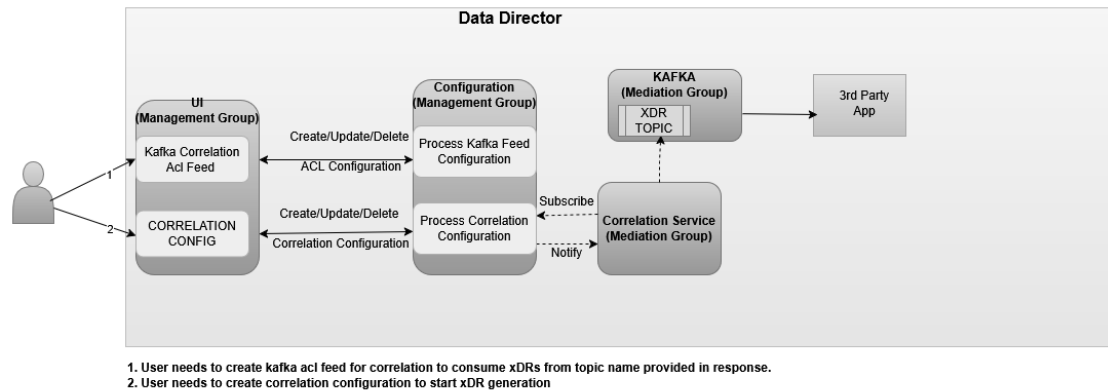 Data Director
UI
(Management Group)
Kafka Correlation
Acl Feed
CORRELATION
CONFIG
1
2
Create/Update/Delete
ACL Configuration
Create/Update/Delete
Correlation Configuration
Configuration
(Management Group)
Process Kafka Feed
Configuration
Process Correlation
Configuration
Subscribe
Notify
KAFKA
(Mediation Group)
XDR
TOPIC
Correlation Service
(Mediation Group)
3rd Party
App
1. User needs to create kafka acl feed for correlation to consume xDRs from topic name provided in response.
2. User needs to create correlation configuration to start xDR generation